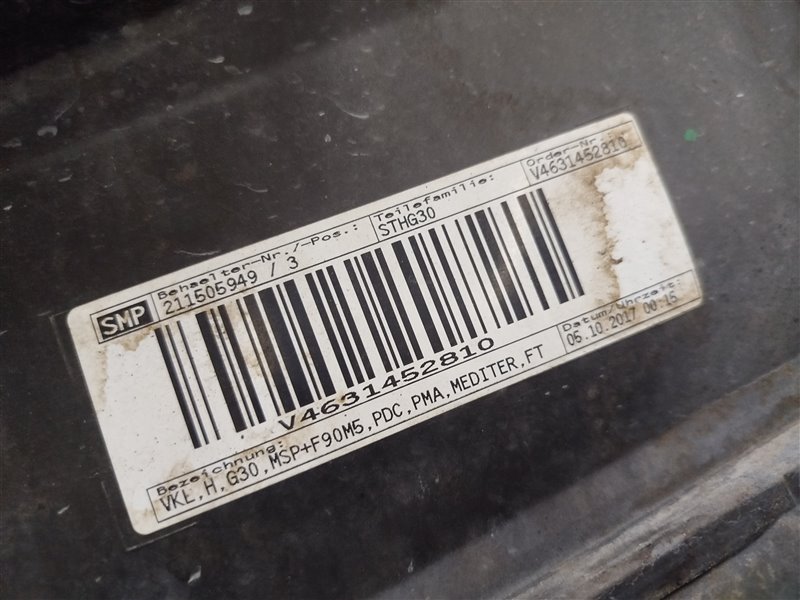 SMP
Behaelter-Nr./-Pos.:
211505949 / 3
Teilefamilie:
STHG30
Order-Nr.
V4631452810
V4631452810
Bezeichnung:
VKL,H,G30,MSP+F90M5,PDC,PMA,MEDITER,FT
Datum/Uhrzeit:
05.10.2017 00:15